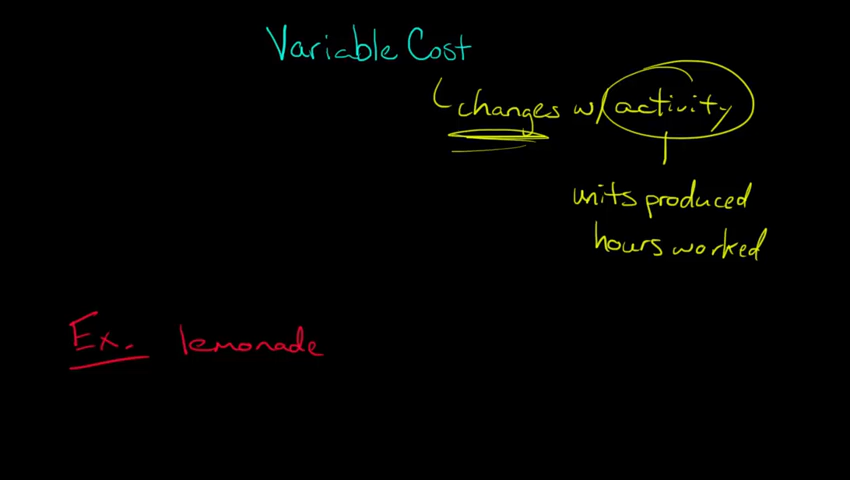 Variable Cost
changes w/ activity
units produced
hours worked
Ex. lemonade